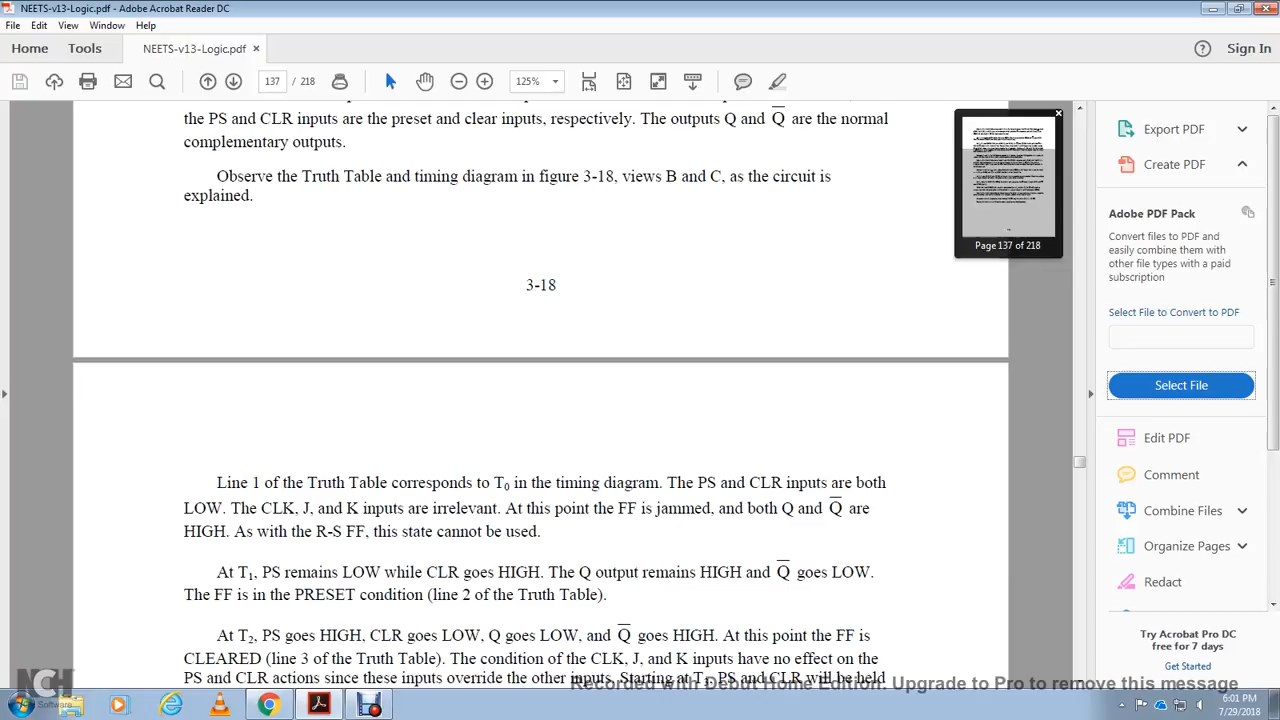 NEETS-v13-Logic.pdf - Adobe Acrobat Reader DC
File Edit View Window Help
Home Tools NEETS-v13-Logic.pdf × Sign In
137 / 218 125%
the PS and CLR inputs are the preset and clear inputs, respectively. The outputs Q and Q̅ are the normal
complementary outputs.
Observe the Truth Table and timing diagram in figure 3-18, views B and C, as the circuit is
explained.
3-18
Line 1 of the Truth Table corresponds to T₀ in the timing diagram. The PS and CLR inputs are both
LOW. The CLK, J, and K inputs are irrelevant. At this point the FF is jammed, and both Q and Q̅ are
HIGH. As with the R-S FF, this state cannot be used.
At T₁, PS remains LOW while CLR goes HIGH. The Q output remains HIGH and Q̅ goes LOW.
The FF is in the PRESET condition (line 2 of the Truth Table).
At T₂, PS goes HIGH, CLR goes LOW, Q goes LOW, and Q̅ goes HIGH. At this point the FF is
CLEARED (line 3 of the Truth Table). The condition of the CLK, J, and K inputs have no effect on the
PS and CLR actions since these inputs override the other inputs. Starting at T₃, PS and CLR will be held
Page 137 of 218
Export PDF
Create PDF
Adobe PDF Pack
Convert files to PDF and
easily combine them with
other file types with a paid
subscription
Select File to Convert to PDF
Select File
Edit PDF
Comment
Combine Files
Organize Pages
Redact
Try Acrobat Pro DC
free for 7 days
Get Started
NCH
Software
Recorded with Debut Home Edition. Upgrade to Pro to remove this message
6:01 PM
7/29/2018